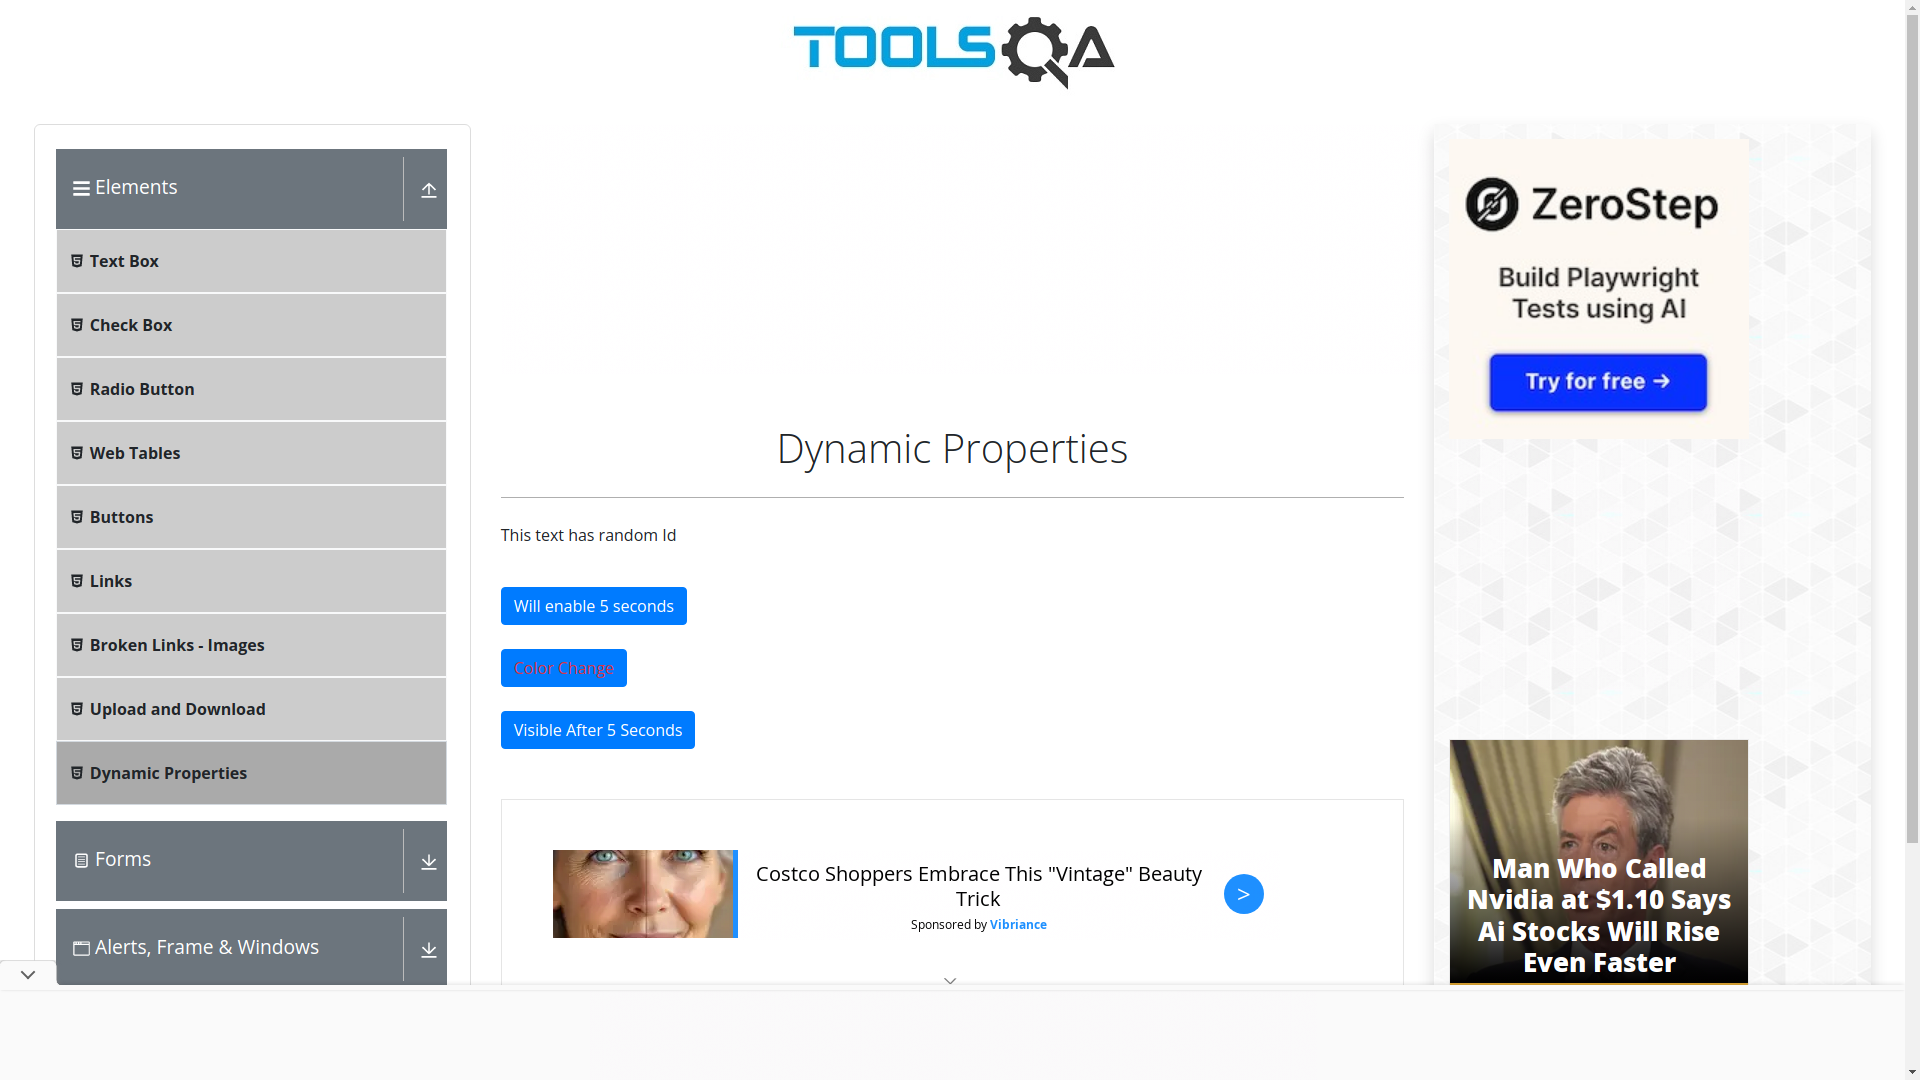 TOOLSQA
Elements
Text Box
Check Box
Radio Button
Web Tables
Buttons
Links
Broken Links - Images
Upload and Download
Dynamic Properties
Forms
Alerts, Frame & Windows
Dynamic Properties
This text has random Id
Will enable 5 seconds
Color Change
Visible After 5 Seconds
Costco Shoppers Embrace This "Vintage" Beauty
Trick
Sponsored by Vibriance
>
ZeroStep
Build Playwright
Tests using AI
Try for free →
Man Who Called
Nvidia at $1.10 Says
Ai Stocks Will Rise
Even Faster